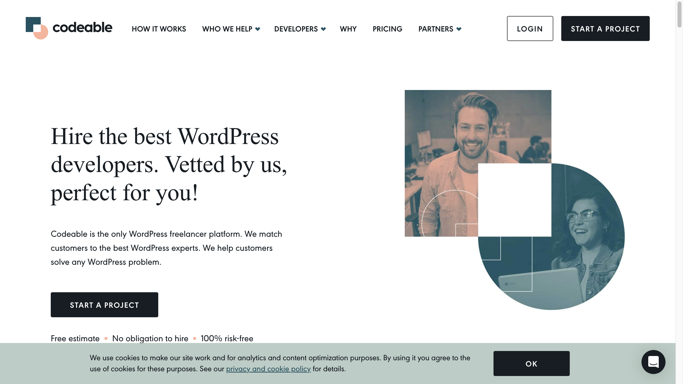 codeable
HOW IT WORKS
WHO WE HELP
DEVELOPERS
WHY
PRICING
PARTNERS
LOGIN
START A PROJECT
Hire the best WordPress
developers. Vetted by us,
perfect for you!
Codeable is the only WordPress freelancer platform. We match
customers to the best WordPress experts. We help customers
solve any WordPress problem.
START A PROJECT
Free estimate • No obligation to hire • 100% risk-free
We use cookies to make our site work and for analytics and content optimization purposes. By using it you agree to the
use of cookies for these purposes. See our privacy and cookie policy for details.
OK